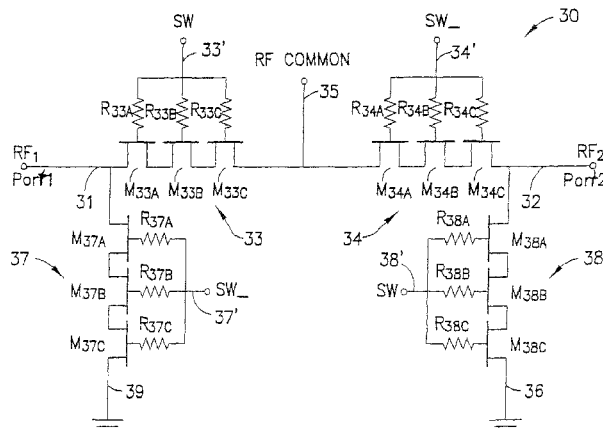 SW
SW_
30
33'
34'
RF COMMON
R33A R33B R33C
35
R34A R34B R34C
RF1
Port1
31
M33A M33B M33C
33
34
M34A M34B M34C
32
RF2
Port2
37
M37A
R37A
M37B
R37B
SW_
37'
M37C
R37C
39
38'
SW
R38A
M38A
38
R38B
M38B
R38C
M38C
36